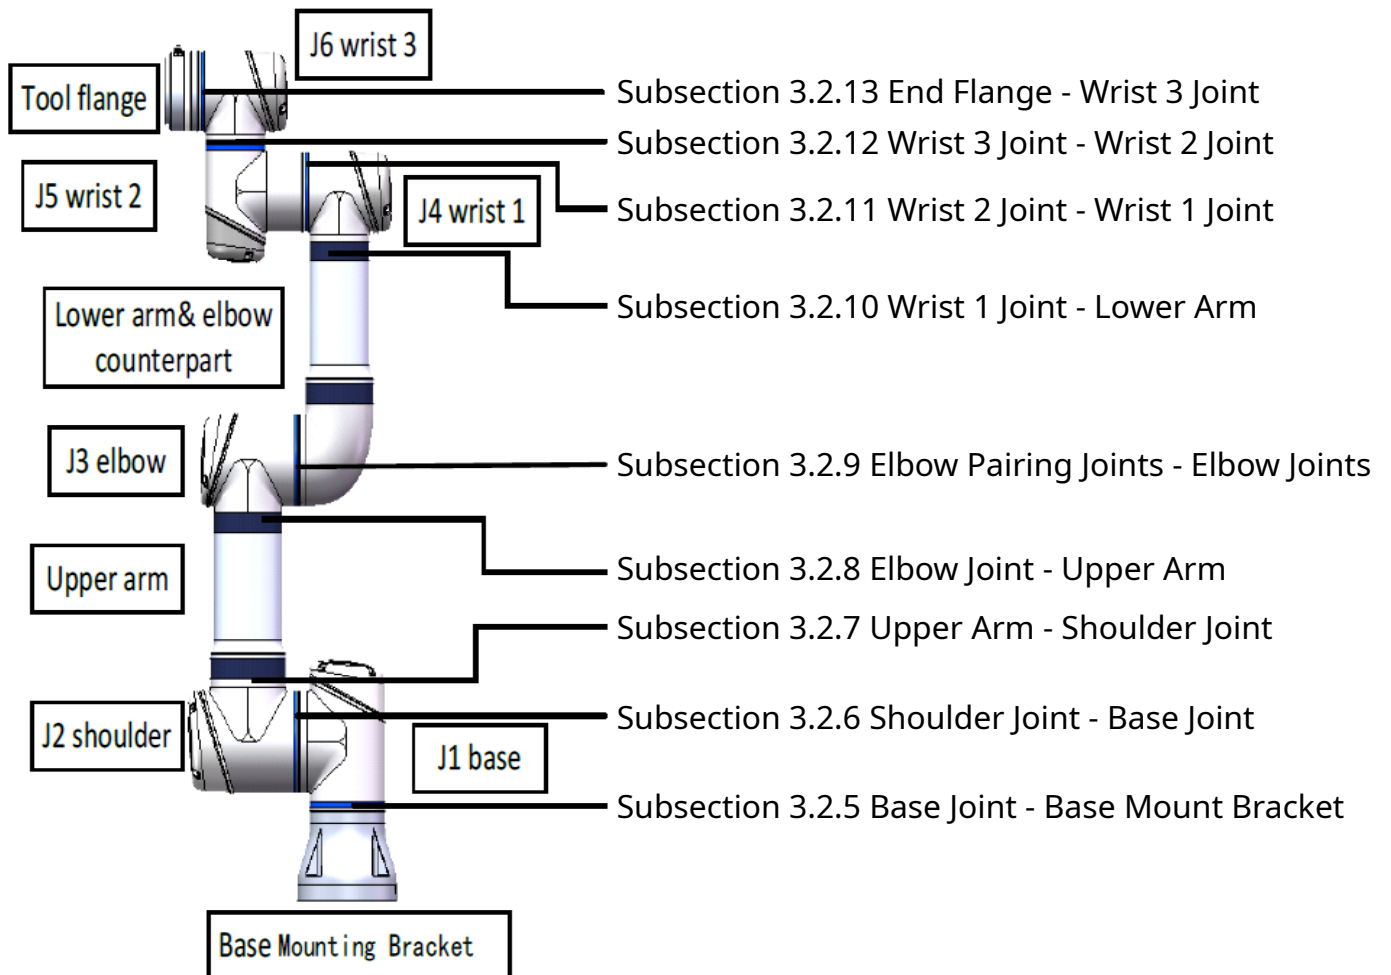 J6 wrist 3
Tool flange
Subsection 3.2.13 End Flange - Wrist 3 Joint
Subsection 3.2.12 Wrist 3 Joint - Wrist 2 Joint
J5 wrist 2
J4 wrist 1
Subsection 3.2.11 Wrist 2 Joint - Wrist 1 Joint
Lower arm& elbow
counterpart
Subsection 3.2.10 Wrist 1 Joint - Lower Arm
J3 elbow
Subsection 3.2.9 Elbow Pairing Joints - Elbow Joints
Upper arm
Subsection 3.2.8 Elbow Joint - Upper Arm
Subsection 3.2.7 Upper Arm - Shoulder Joint
J2 shoulder
Subsection 3.2.6 Shoulder Joint - Base Joint
J1 base
Subsection 3.2.5 Base Joint - Base Mount Bracket
Base Mounting Bracket